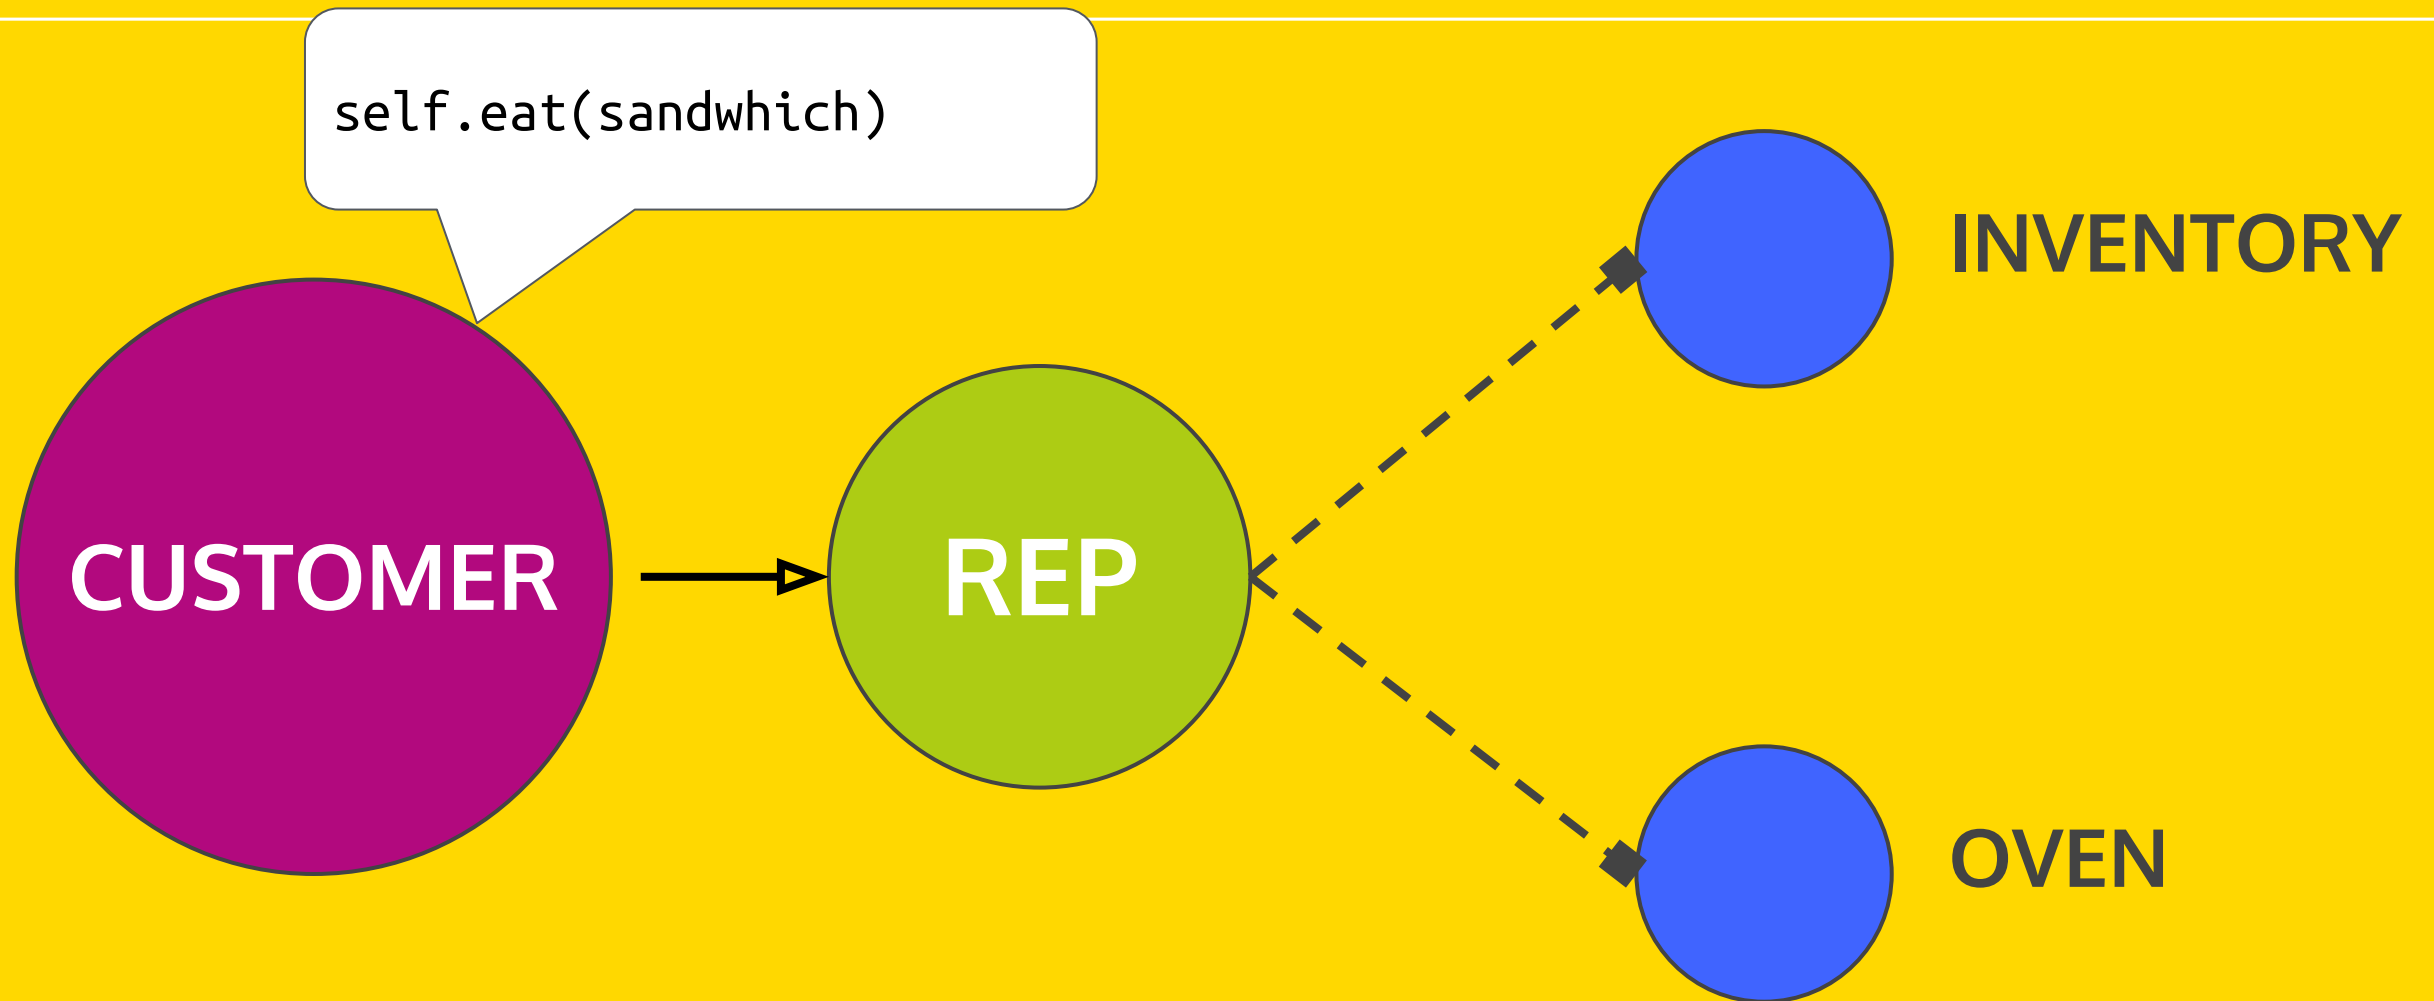 self.eat(sandwhich)
INVENTORY
CUSTOMER
REP
OVEN